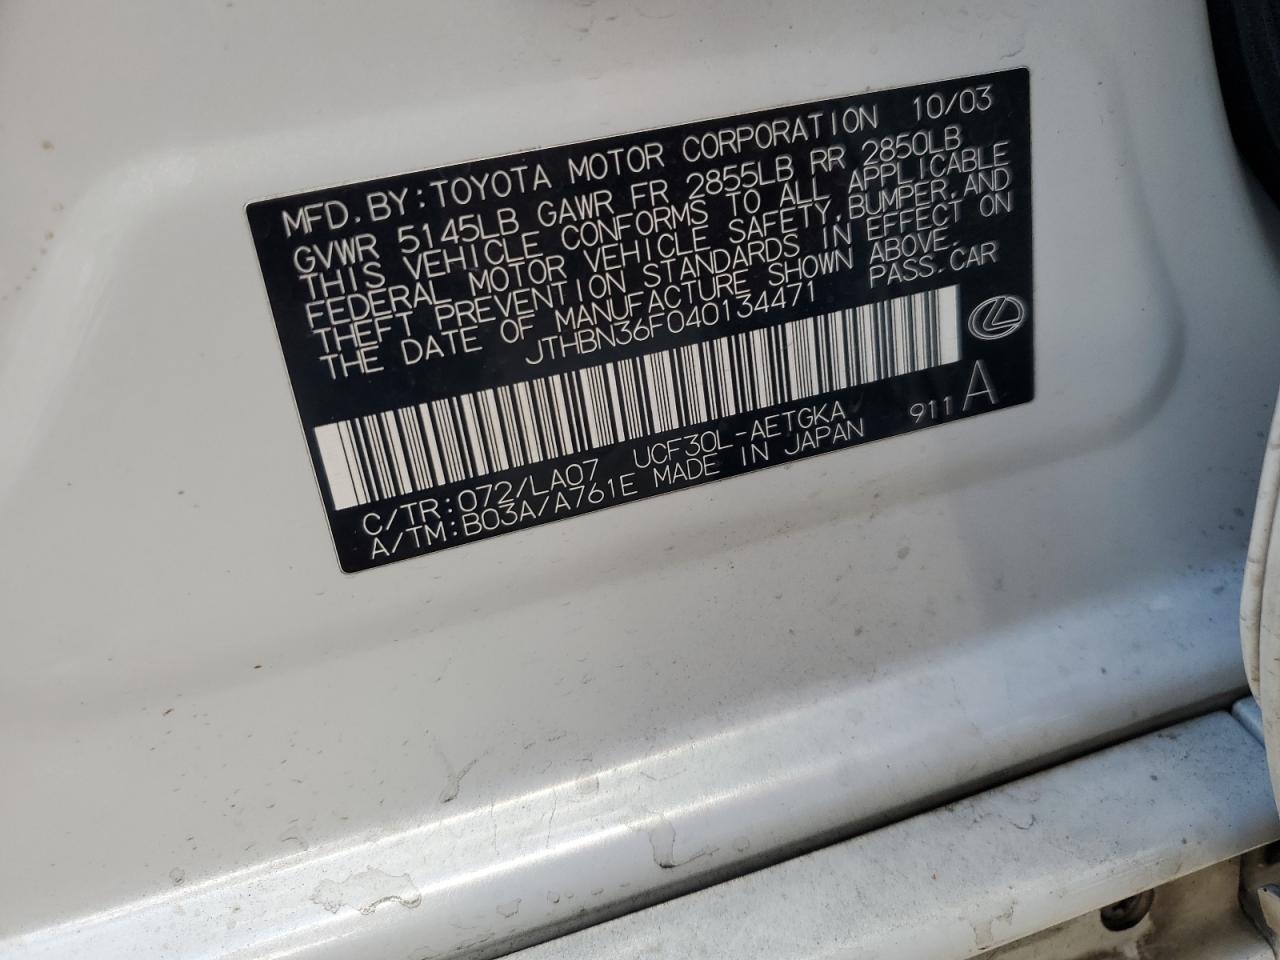 MFD.BY:TOYOTA MOTOR CORPORATION 10/03
GVWR 5145LB GAWR FR 2855LB RR 2850LB
THIS VEHICLE CONFORMS TO ALL APPLICABLE
FEDERAL MOTOR VEHICLE SAFETY,BUMPER,AND
THEFT PREVENTION STANDARDS IN EFFECT ON
THE DATE OF MANUFACTURE SHOWN ABOVE.
JTHBN36F040134471 PASS.CAR
C/TR:072/LA07 UCF30L-AETGKA 911 A
A/TM:B03A/A761E MADE IN JAPAN